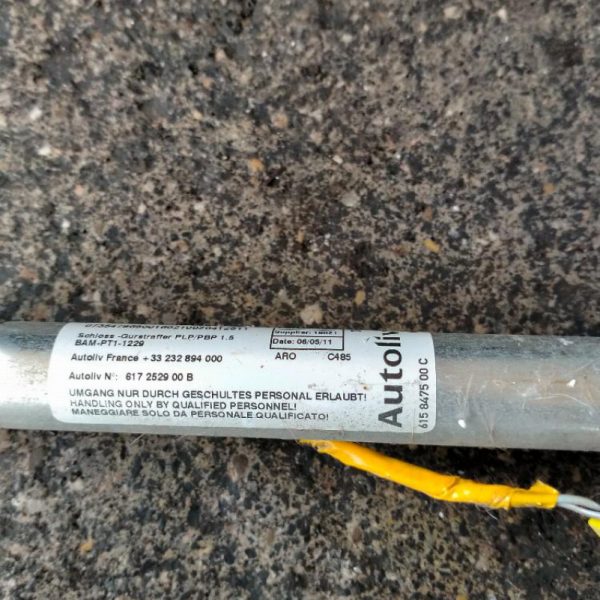 Schloss -Gurstraffer PLP/PBP 1.5
BAM-PT1-1229
Autoliv France +33 232 894 000
Autoliv N°: 617 2529 00 B
Date: 06/05/11
ARO C485
UMGANG NUR DURCH GESCHULTES PERSONAL ERLAUBT!
HANDLING ONLY BY QUALIFIED PERSONNEL!
MANEGGIARE SOLO DA PERSONALE QUALIFICATO!
Autoliv
615 8475 00 C